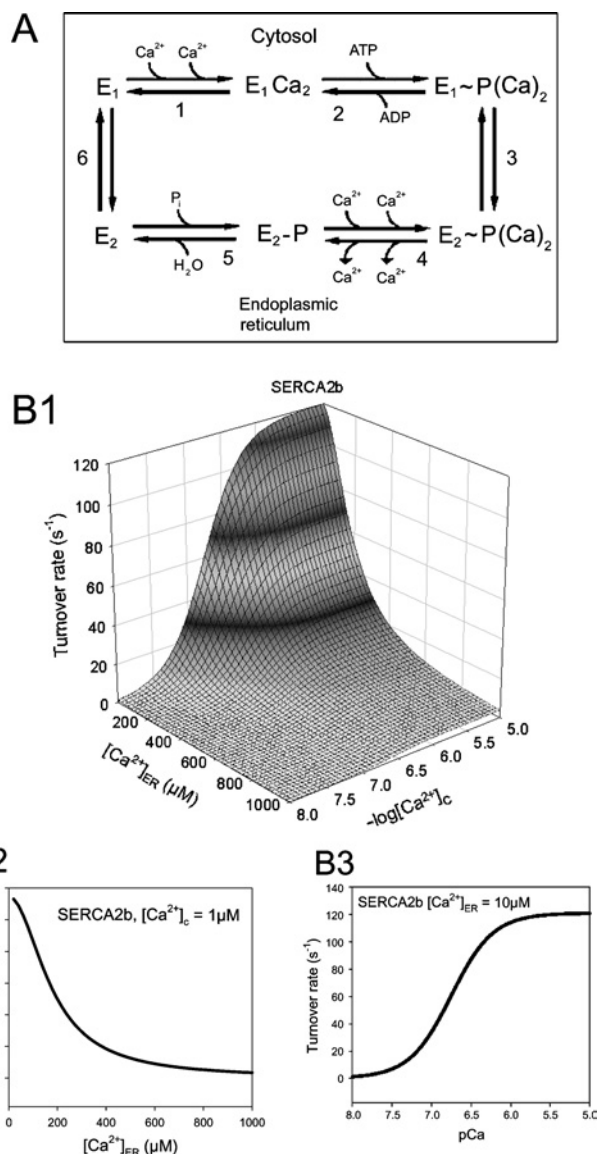 A
Cytosol
Ca²⁺ Ca²⁺ ATP
E₁ E₁ Ca₂ E₁~P(Ca)₂
1 2 ADP
6 3
Pᵢ Ca²⁺ Ca²⁺
E₂ E₂-P E₂~P(Ca)₂
H₂O 5 Ca²⁺ Ca²⁺ 4
Endoplasmic
reticulum
B1
SERCA2b
Turnover rate (s⁻¹)
120
100
80
60
40
20
0
200
400
600
800
1000
[Ca²⁺]ER (µM)
8.0
7.5
7.0
6.5
6.0
5.5
5.0
-log[Ca²⁺]C
2
SERCA2b, [Ca²⁺]c = 1µM
0 200 400 600 800 1000
[Ca²⁺]ER (µM)
B3
SERCA2b [Ca²⁺]ER = 10µM
Turnover rate (s⁻¹)
140
120
100
80
60
40
20
0
8.0 7.5 7.0 6.5 6.0 5.5 5.0
pCa